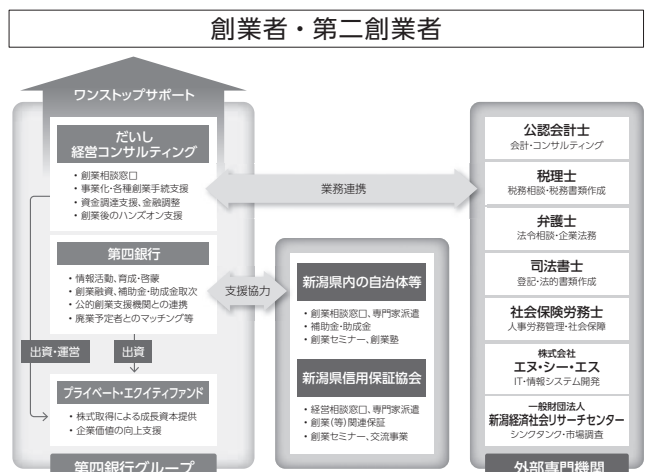 創業者・第二創業者
ワンストップサポート
だいし
経営コンサルティング
・創業相談窓口
・事業化・各種創業手続支援
・資金調達支援、金融調整
・創業後のハンズオン支援
第四銀行
・情報活動、育成・啓蒙
・創業融資、補助金・助成金取次
・公的創業支援機関との連携
・廃業予定者とのマッチング等
出資・運営
出資
プライベート・エクイティファンド
・株式取得による成長資本提供
・企業価値の向上支援
第四銀行グループ
業務連携
支援協力
新潟県内の自治体等
・創業相談窓口、専門家派遣
・補助金・助成金
・創業セミナー、創業塾
新潟県信用保証協会
・経営相談窓口、専門家派遣
・創業(等)関連保証
・創業セミナー、交流事業
公認会計士
会計・コンサルティング
税理士
税務相談・税務書類作成
弁護士
法令相談・企業法務
司法書士
登記・法的書類作成
社会保険労務士
人事労務管理・社会保障
株式会社
エヌ・シー・エス
IT・情報システム開発
一般財団法人
新潟経済社会リサーチセンター
シンクタンク・市場調査
外部専門機関